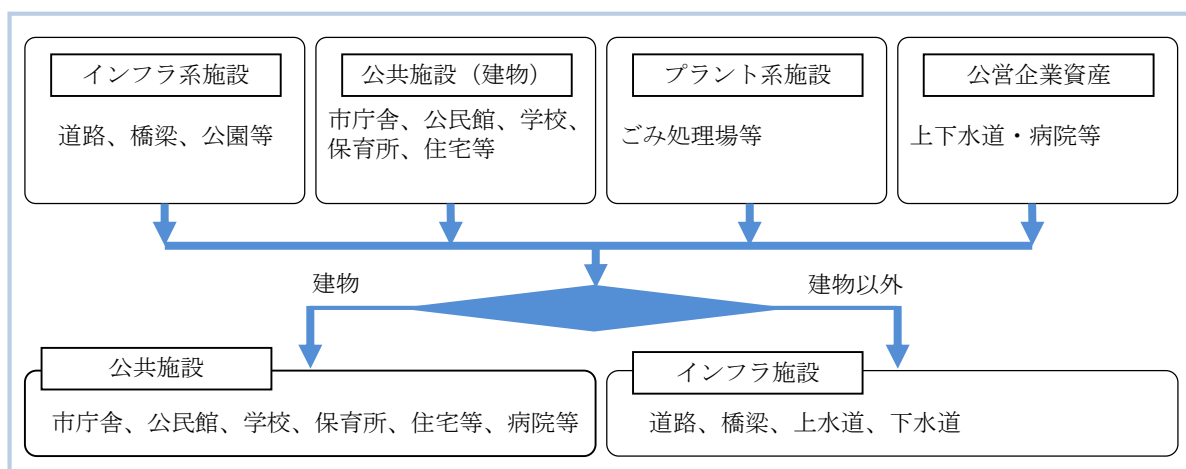 インフラ系施設
道路、橋梁、公園等
公共施設（建物）
市庁舎、公民館、学校、
保育所、住宅等
プラント系施設
ごみ処理場等
公営企業資産
上下水道・病院等
建物
建物以外
公共施設
市庁舎、公民館、学校、保育所、住宅等、病院等
インフラ施設
道路、橋梁、上水道、下水道